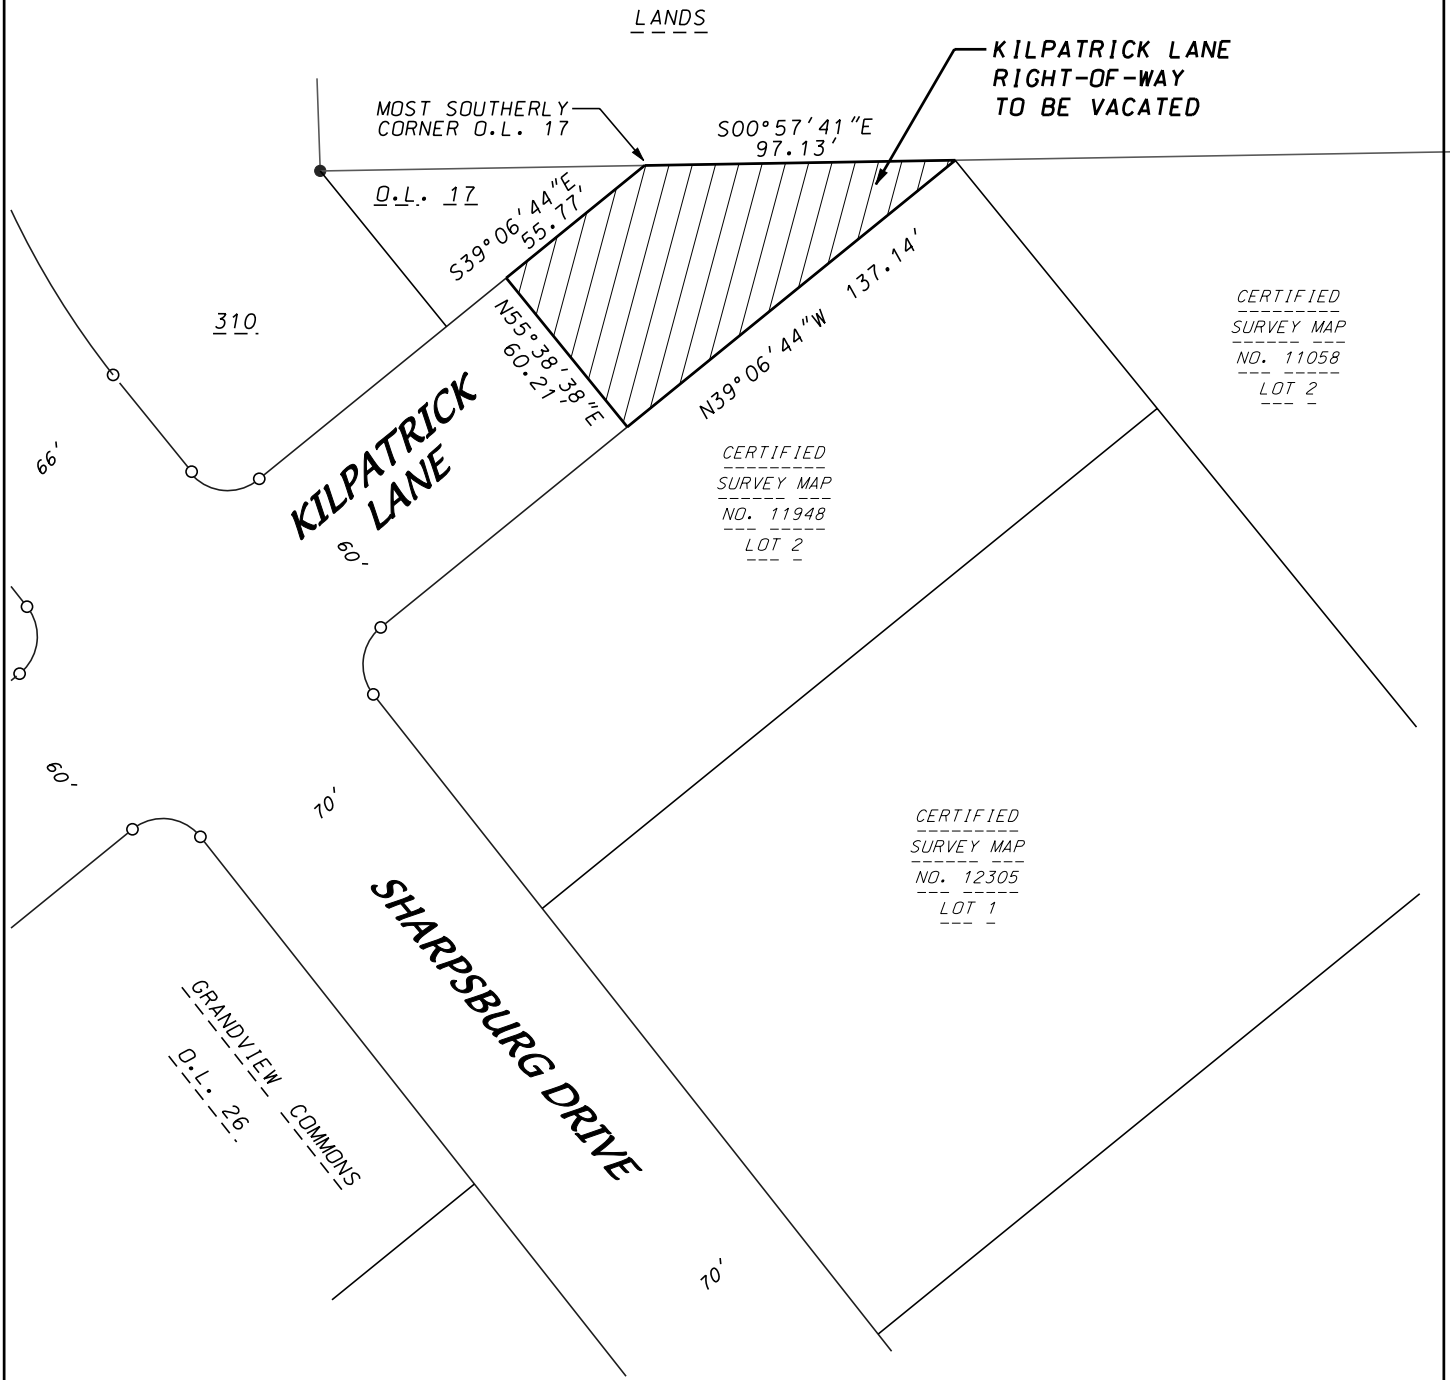 LANDS
KILPATRICK LANE
RIGHT-OF-WAY
TO BE VACATED
MOST SOUTHERLY
CORNER O.L. 17
S00°57'41"E
97.13'
O.L. 17
S39°06'44"E
55.77'
N55°38'38"E
60.21'
N39°06'44"W 137.14'
310
CERTIFIED
SURVEY MAP
NO. 11058
LOT 2
66'
KILPATRICK
LANE
60'
CERTIFIED
SURVEY MAP
NO. 11948
LOT 2
60'
70'
CERTIFIED
SURVEY MAP
NO. 12305
LOT 1
SHARPSBURG DRIVE
GRANDVIEW COMMONS
O.L. 26
70'